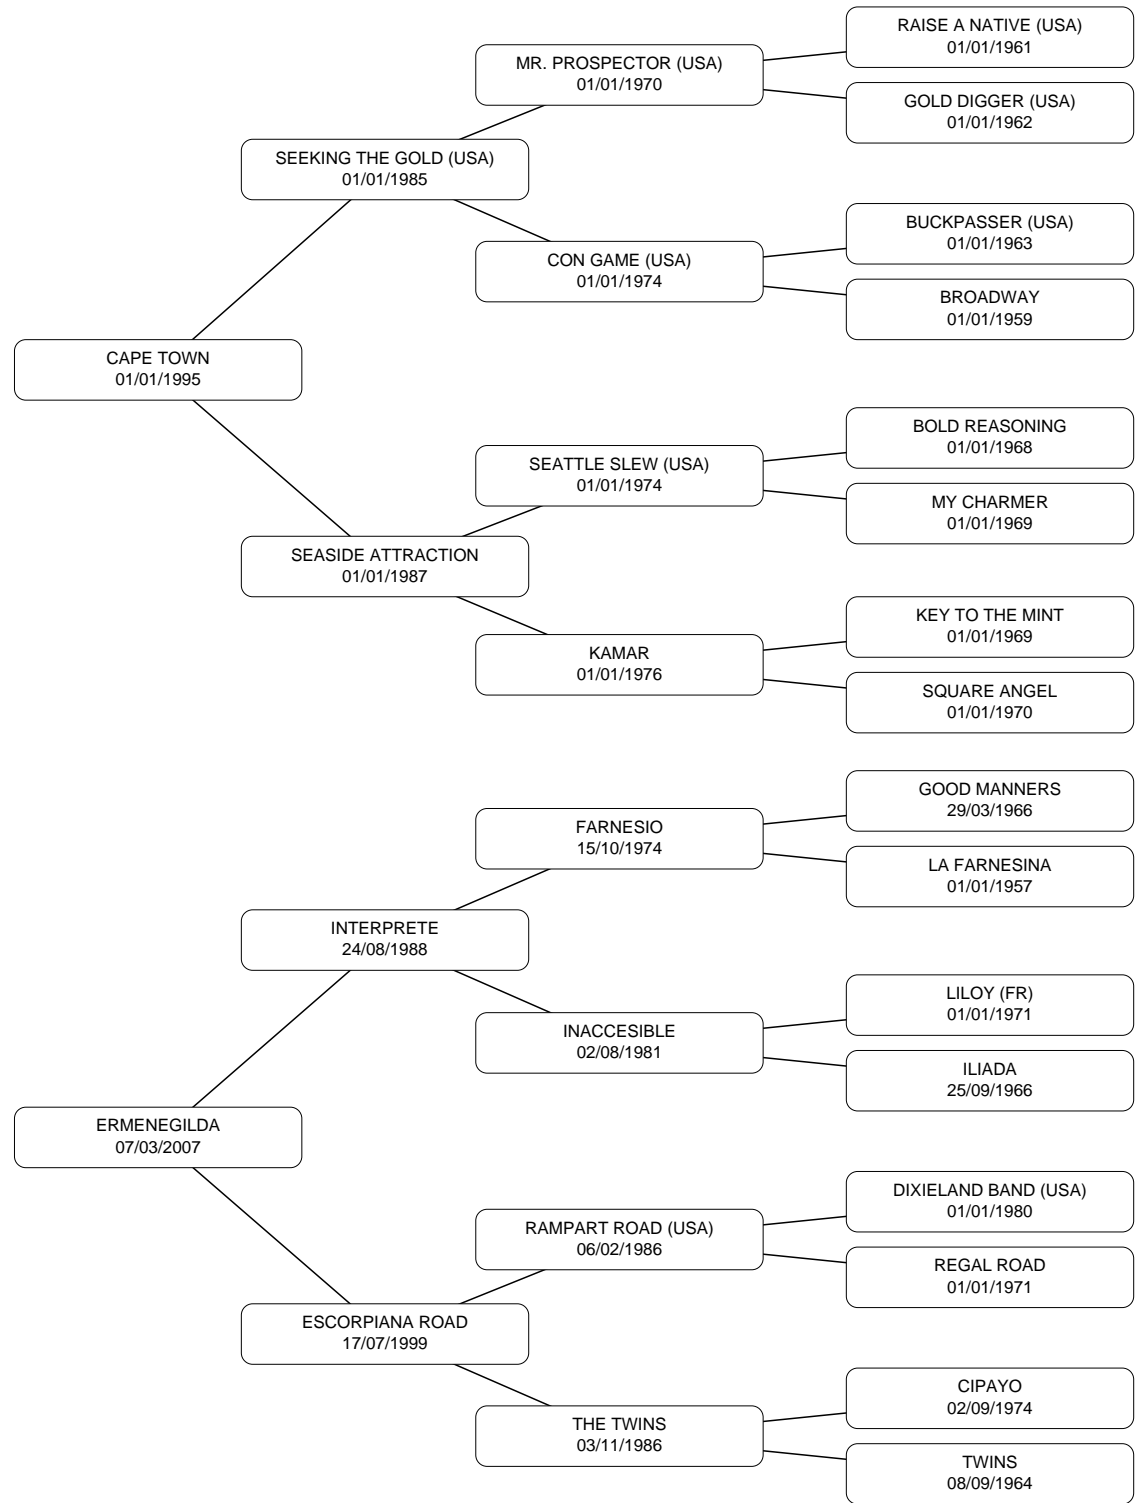 RAISE A NATIVE (USA)
01/01/1961
MR. PROSPECTOR (USA)
01/01/1970
GOLD DIGGER (USA)
01/01/1962
SEEKING THE GOLD (USA)
01/01/1985
BUCKPASSER (USA)
01/01/1963
CON GAME (USA)
01/01/1974
BROADWAY
01/01/1959
CAPE TOWN
01/01/1995
BOLD REASONING
01/01/1968
SEATTLE SLEW (USA)
01/01/1974
MY CHARMER
01/01/1969
SEASIDE ATTRACTION
01/01/1987
KEY TO THE MINT
01/01/1969
KAMAR
01/01/1976
SQUARE ANGEL
01/01/1970
GOOD MANNERS
29/03/1966
FARNESIO
15/10/1974
LA FARNESINA
01/01/1957
INTERPRETE
24/08/1988
LILOY (FR)
01/01/1971
INACCESIBLE
02/08/1981
ILIADA
25/09/1966
ERMENEGILDA
07/03/2007
DIXIELAND BAND (USA)
01/01/1980
RAMPART ROAD (USA)
06/02/1986
REGAL ROAD
01/01/1971
ESCORPIANA ROAD
17/07/1999
CIPAYO
02/09/1974
THE TWINS
03/11/1986
TWINS
08/09/1964